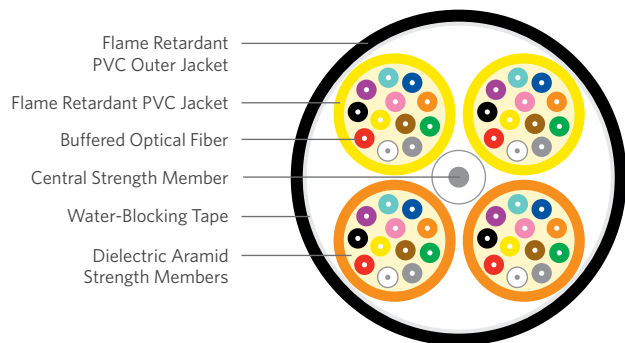 Flame Retardant
PVC Outer Jacket
Flame Retardant PVC Jacket
Buffered Optical Fiber
Central Strength Member
Water-Blocking Tape
Dielectric Aramid
Strength Members